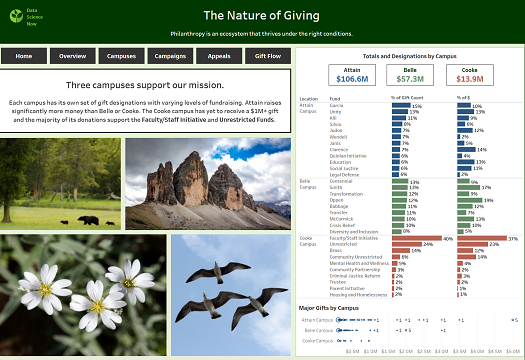 Data
Science
Now
The Nature of Giving
Philanthropy is an ecosystem that thrives under the right conditions.
Home
Overview
Campuses
Campaigns
Appeals
Gift Flow
Three campuses support our mission.
Each campus has its own set of gift designations with varying levels of fundraising. Attain raises
significantly more money than Belle or Cooke. The Cooke campus has yet to receive a $1M+ gift
and the majority of its donations support the Faculty/Staff Initiative and Unrestricted Funds.
Totals and Designations by Campus
Attain
$106.6M
Belle
$57.3M
Cooke
$13.9M
Location Fund % of Gift Count % of $
Attain
Campus
Garcia 15% 10%
Unity 13% 13%
Alli 11% 9%
Silvio 8% 8%
Judon 7% 12%
Wendell 7% 2%
Janis 7% 5%
Clarence 7% 14%
Quinlan Initiative 6% 4%
Education 6% 13%
Social Justice 6% 11%
Legal Defense 6% 2%
Belle
Campus
Centennial 13% 9%
Smith 13% 17%
Transformation 12% 9%
Oppen 12% 19%
Babbage 11% 12%
Transfer 11% 7%
McCormick 10% 13%
Crisis Relief 10% 10%
Diversity and Inclusion 8% 5%
Cooke
Campus
Faculty/Staff Initiative 40% 37%
Unrestricted 24% 23%
Brass 14% 12%
Community Unrestricted 6% 14%
Mental Health and Wellness 5% 4%
Community Partnership 3% 2%
Criminal Justice Reform 2% 3%
Trustee 2% 2%
Parent Initiative 2% 1%
Housing and Homelessness 2% 1%
Major Gifts by Campus
Attain Campus
Belle Campus
Cooke Campus
$0.5M $1.0M $1.5M $2.0M $2.5M $3.0M $3.5M $4.0M $4.5M $5.0M